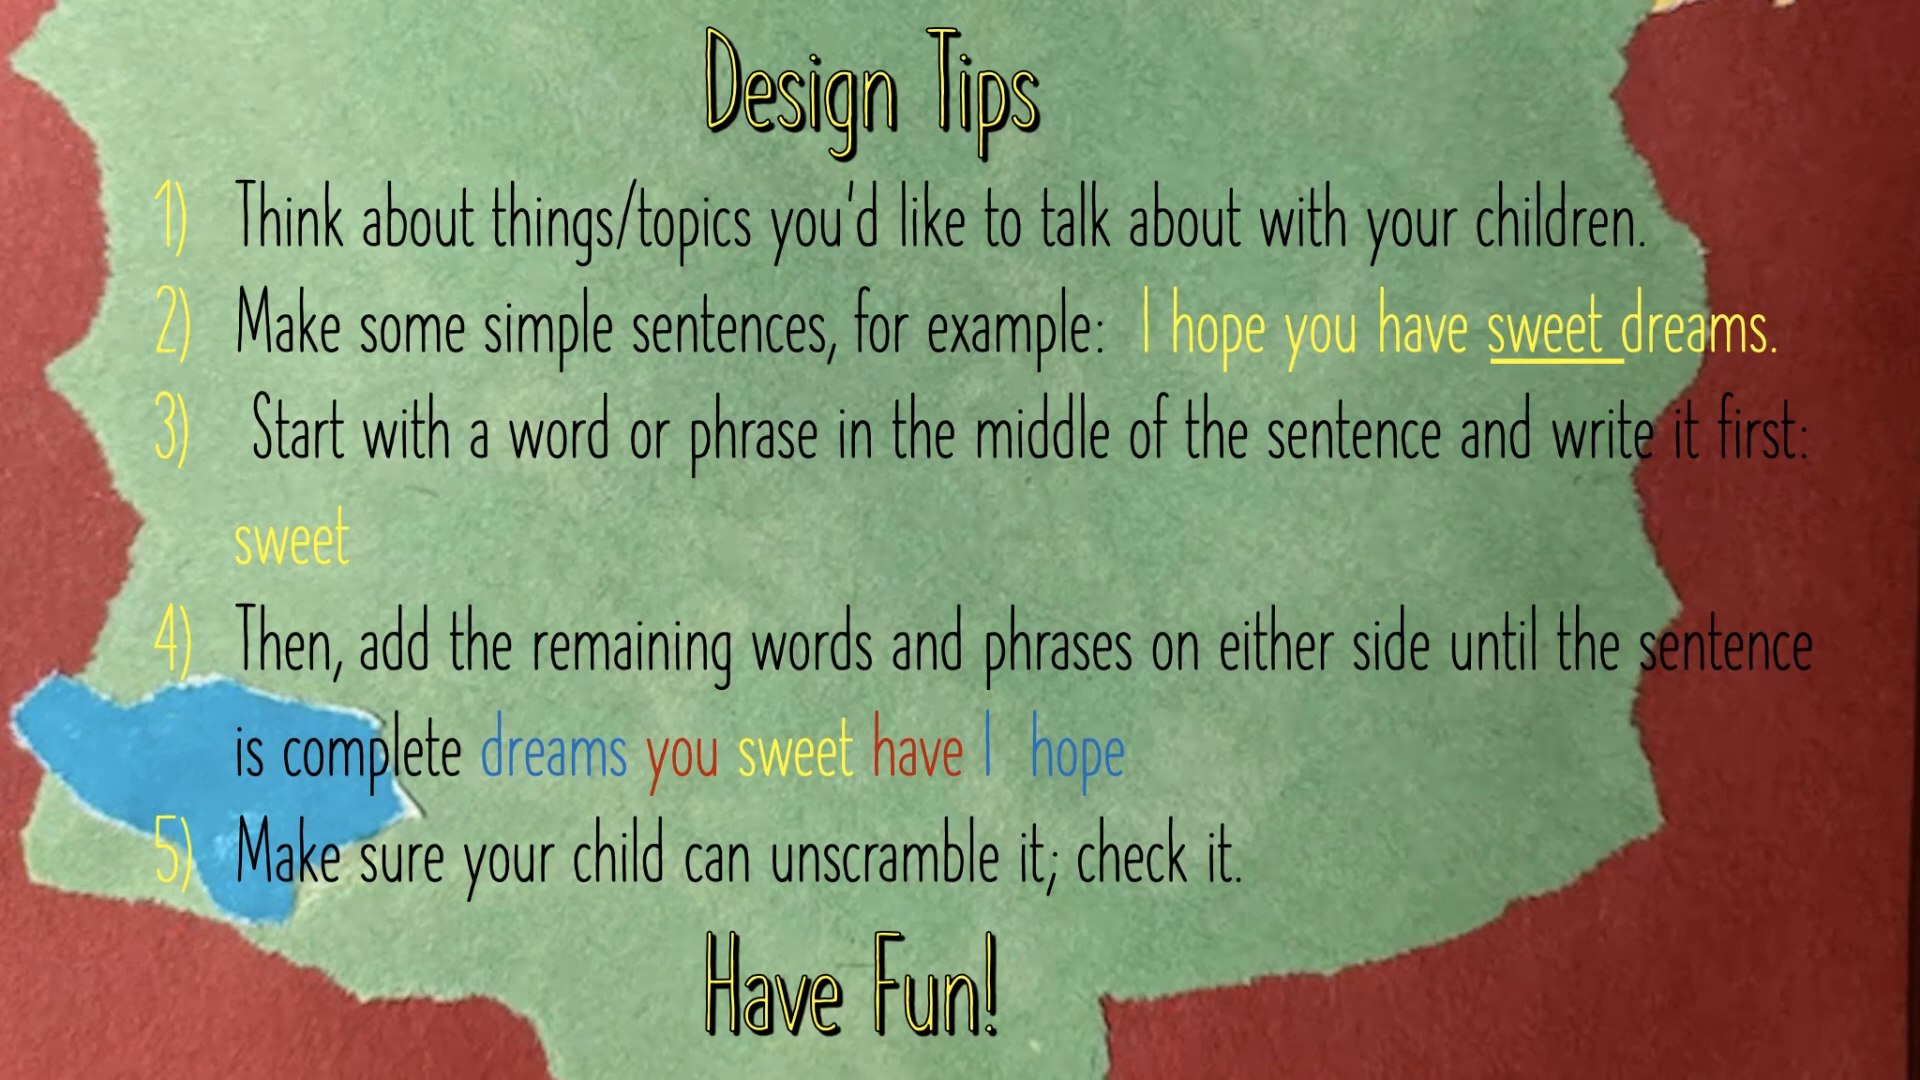 Design Tips
1) Think about things/topics you'd like to talk about with your children.
2) Make some simple sentences, for example: I hope you have sweet dreams.
3) Start with a word or phrase in the middle of the sentence and write it first:
sweet
4) Then, add the remaining words and phrases on either side until the sentence
is complete dreams you sweet have I hope
5) Make sure your child can unscramble it; check it.
Have Fun!